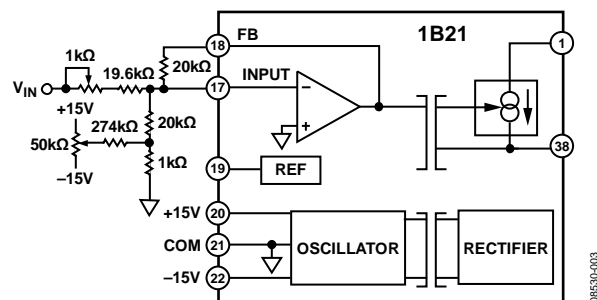 1B21
18
FB
1
1kΩ
20kΩ
INPUT
VIN
19.6kΩ
17
−
+15V
20kΩ
+
50kΩ
274kΩ
38
1kΩ
19
REF
−15V
+15V
20
COM
21
OSCILLATOR
RECTIFIER
−15V
22
08530-003